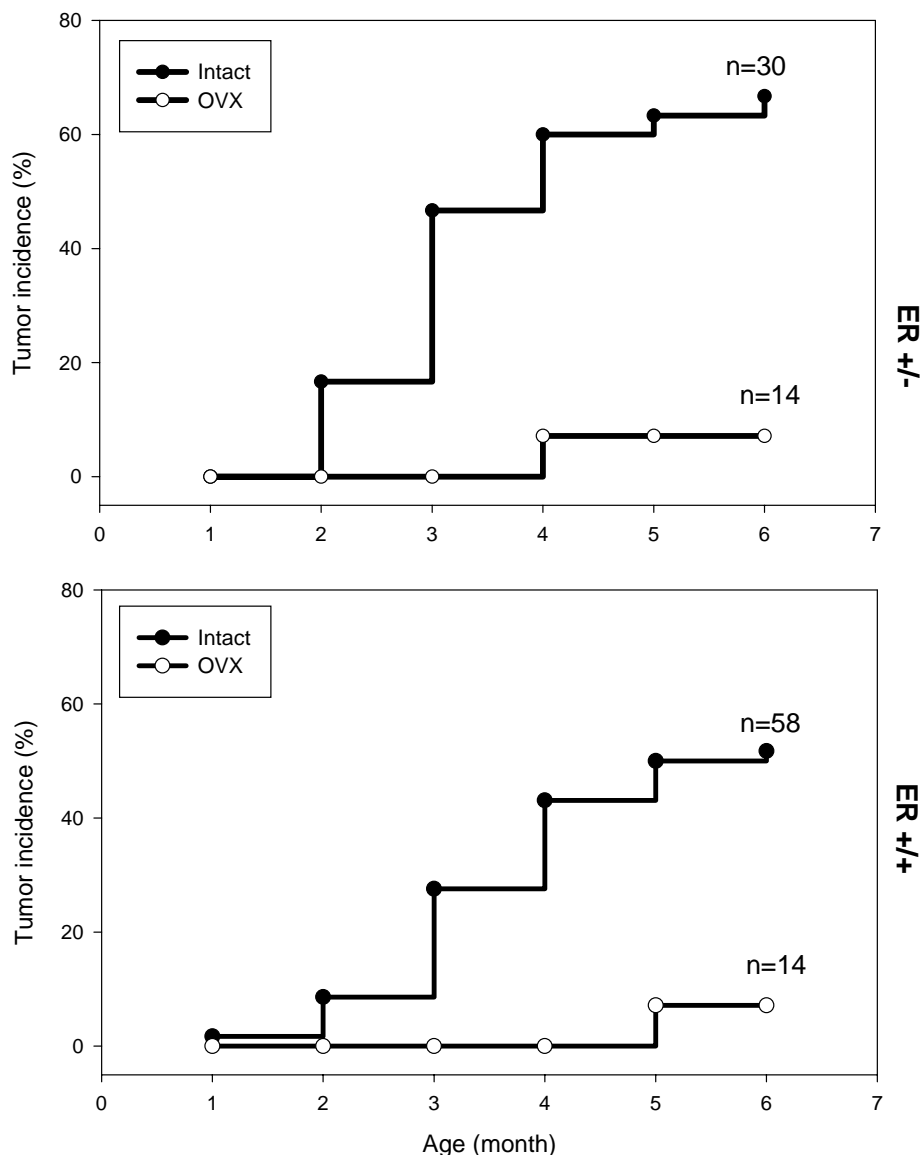 80
Intact
OVX
n=30
60
40
20
n=14
0
0 1 2 3 4 5 6 7
Tumor incidence (%)
ER +/-
80
Intact
OVX
n=58
60
40
20
n=14
0
0 1 2 3 4 5 6 7
Tumor incidence (%)
ER +/+
Age (month)